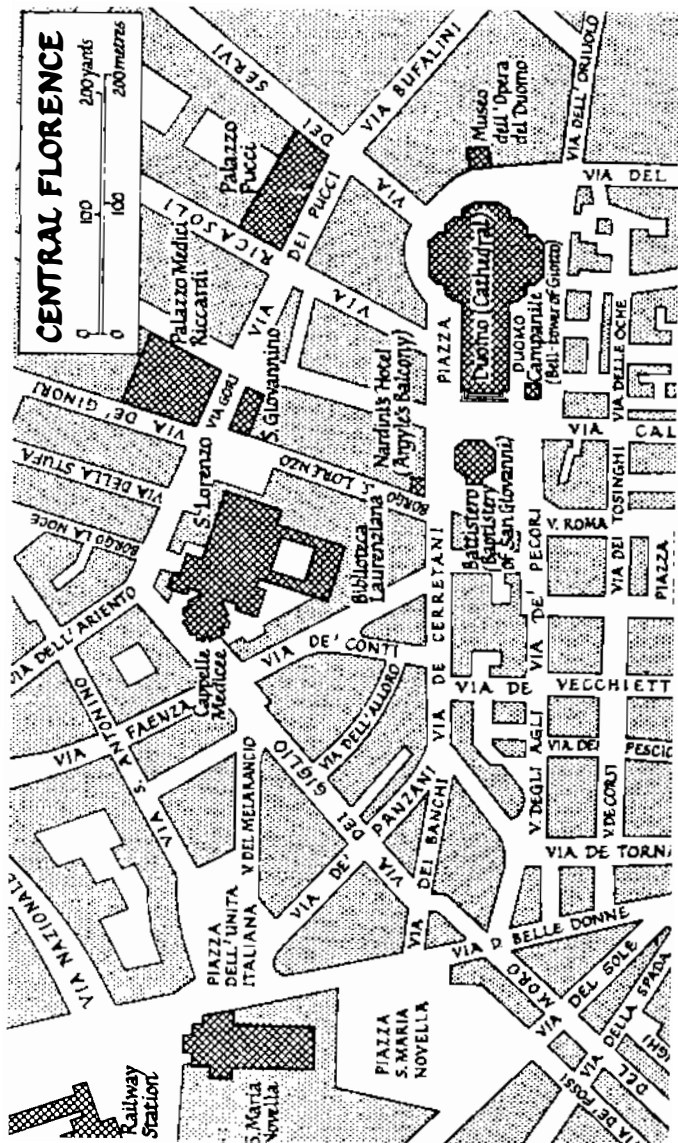 CENTRAL FLORENCE
0 100 200 yards
0 100 200 metres
SERVI
DEI
VIA BUFALINI
VIA
Museo
dell'Opera
del Duomo
VIA DELL'ORIUOLO
VIA DEL
Palazzo
Pucci
RICASOLI
VIA
DEI PUCCI
VIA
Palazzo Medici
Riccardi
VIA GORI
S. Giovannino
PIAZZA
Duomo (Cathedral)
DUOMO
Campanile
(Bell-tower of Giotto)
VIA DELLE OCHE
VIA
CAL
VIA DE' GINORI
VIA DELLA STUFA
BORGO LA NOCE
S. Lorenzo
BORGO
S. LORENZO
Nardini's Hotel
(Argyle's Balcony)
Battistero
(Baptistery
of San Giovanni)
V. ROMA
VIA DEI TOSINGHI
PIAZZA
Biblioteca
Laurenziana
VIA DELL'ARIENTO
VIA S. ANTONINO
VIA FAENZA
Cappelle
Medicee
VIA DE' CONTI
VIA DELL'ALLORO
VIA DE CERRETANI
VIA DE' PECORI
VIA DE VECCHIETT
VIA DEI PESCIO
V. DEGLI AGLI
V. DE CORSI
VIA DE TORNA
V. DEL MELARANCIO
VIA DEL GIGLIO
VIA DE' PANZANI
VIA DEI BANCHI
VIA NAZIONALE
PIAZZA
DELL'UNITA
ITALIANA
VIA D. BELLE DONNE
Railway
Station
S. Maria
Novella
PIAZZA
S. MARIA
NOVELLA
VIA DEL MORO
VIA DEL SOLE
VIA DELLA SPADA
VIA DE' FOSSI
GHI